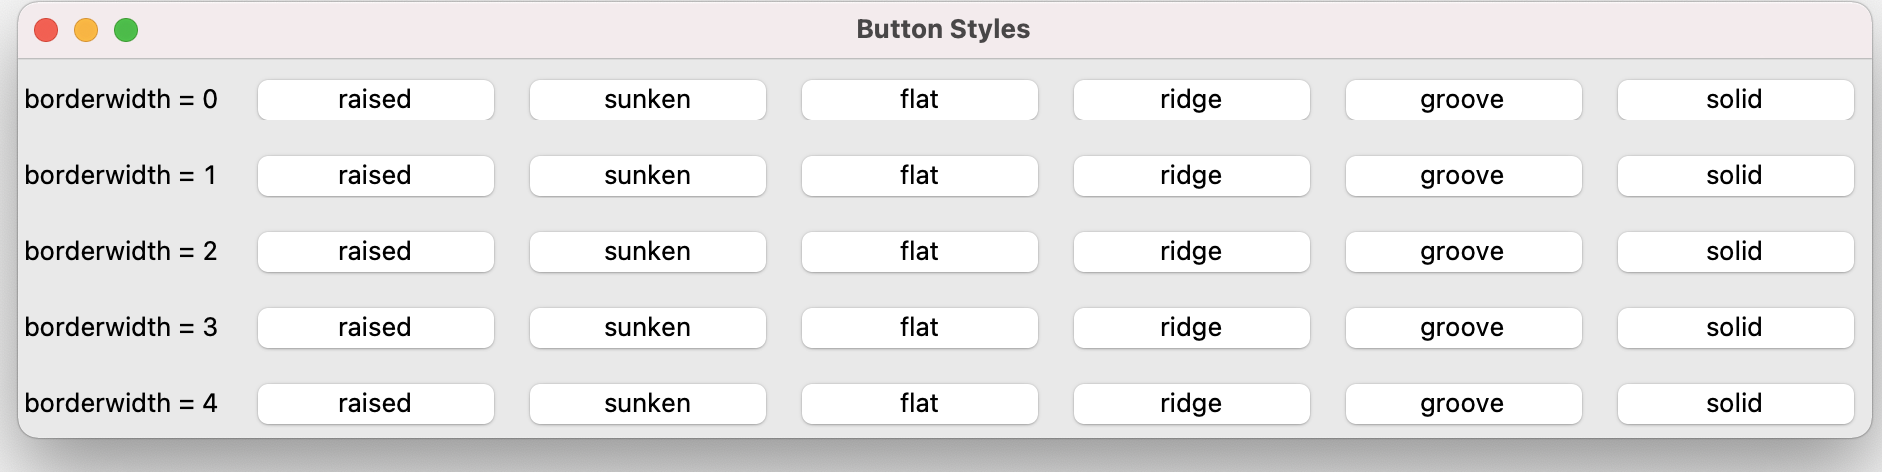 Button Styles
borderwidth = 0 raised sunken flat ridge groove solid
borderwidth = 1 raised sunken flat ridge groove solid
borderwidth = 2 raised sunken flat ridge groove solid
borderwidth = 3 raised sunken flat ridge groove solid
borderwidth = 4 raised sunken flat ridge groove solid